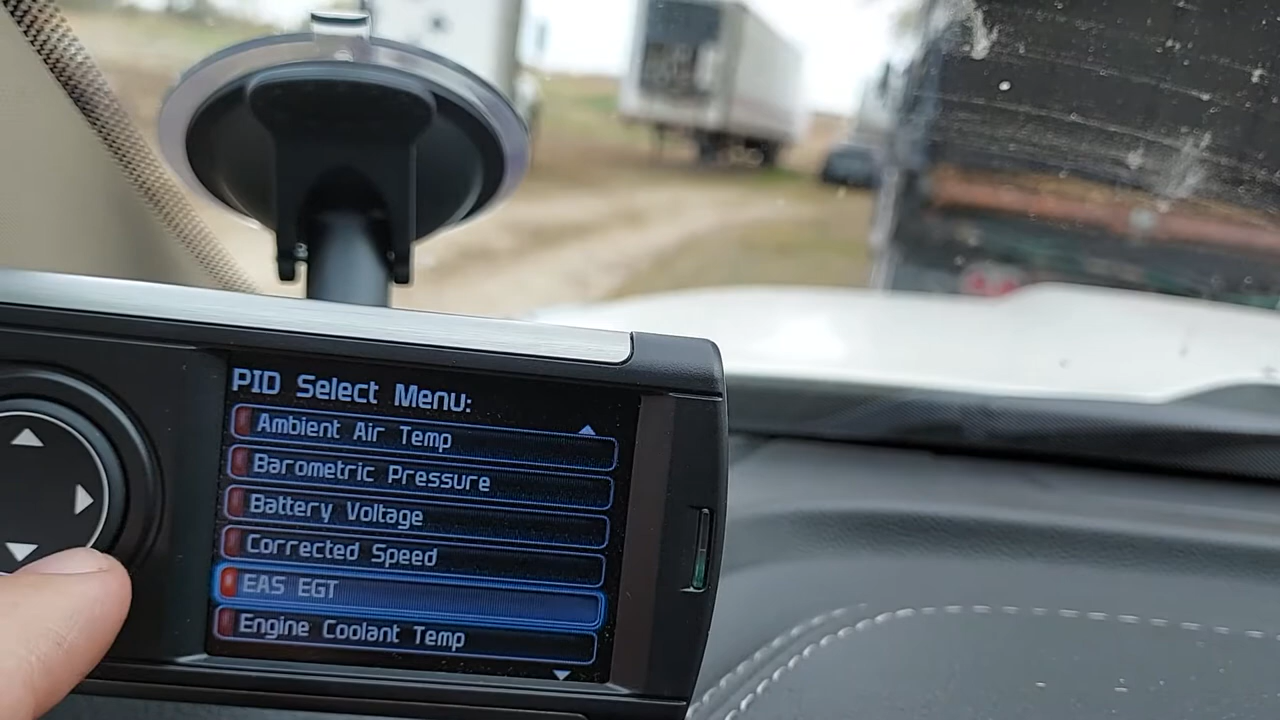 PID Select Menu:
Ambient Air Temp
Barometric Pressure
Battery Voltage
Corrected Speed
EAS EGT
Engine Coolant Temp